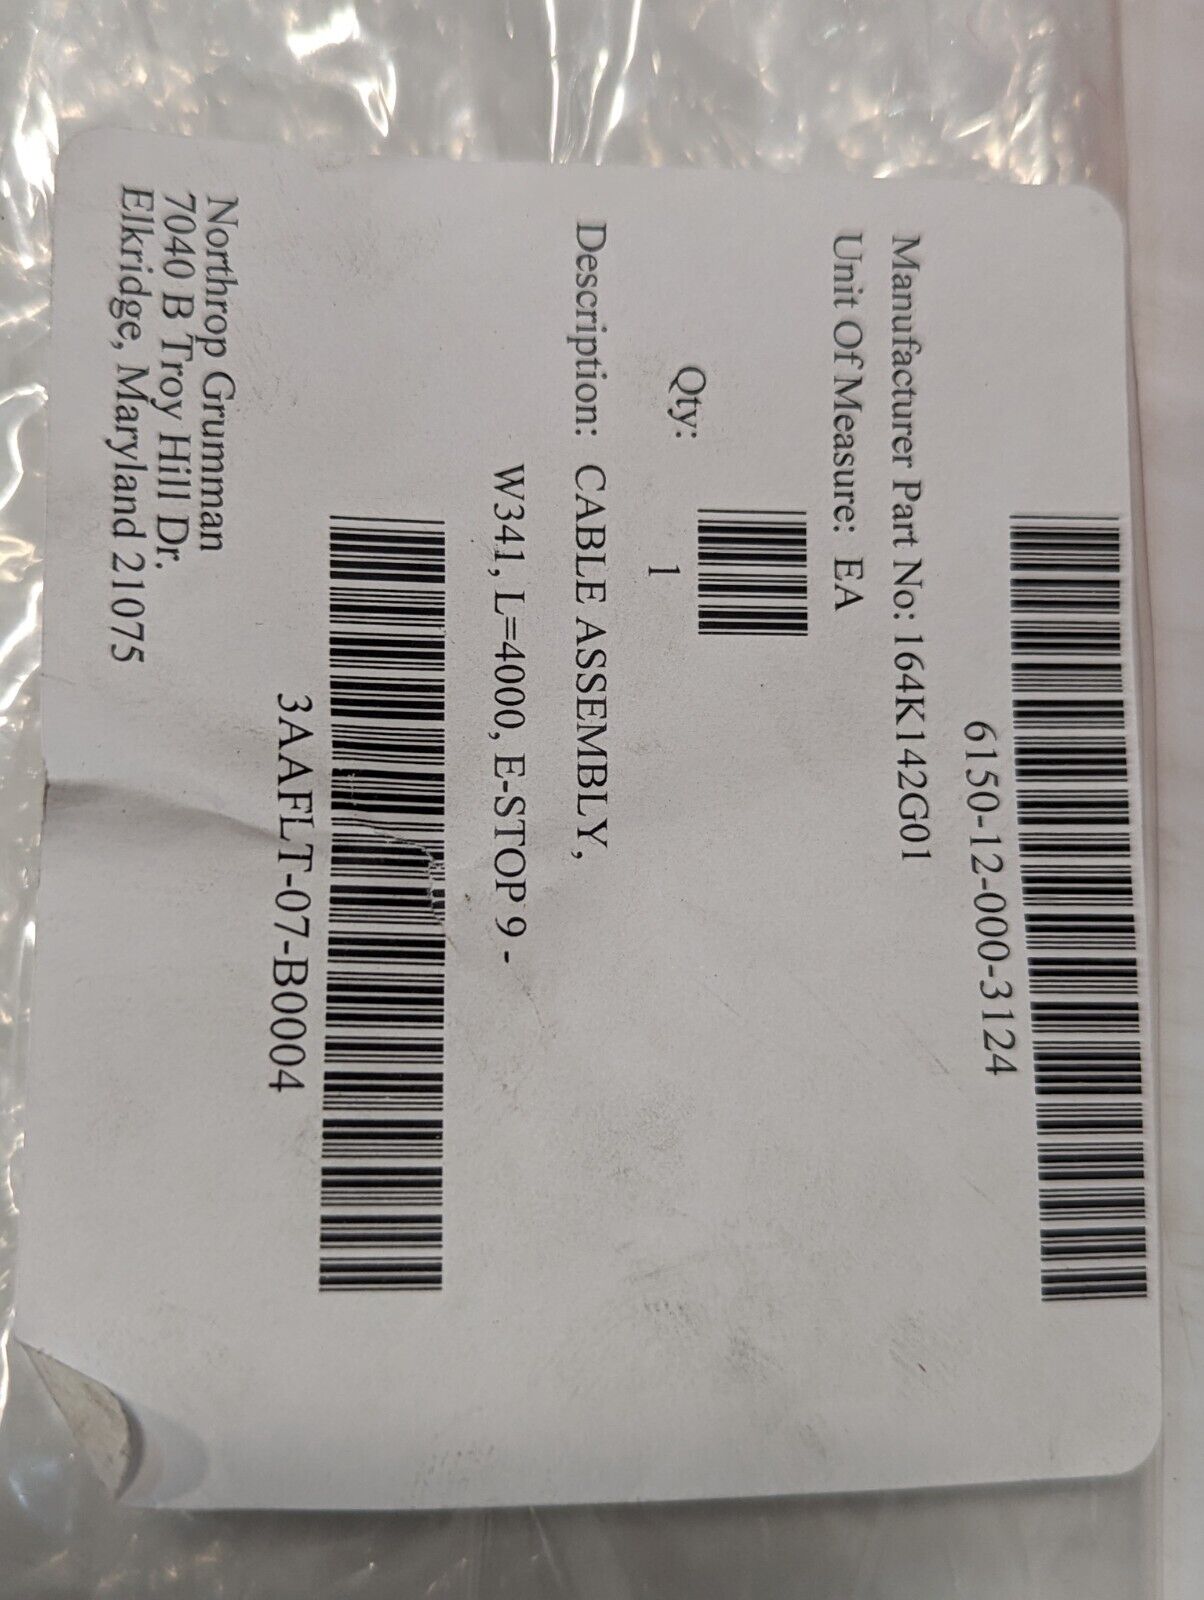 6150-12-000-3124
Manufacturer Part No: 164K142G01
Unit Of Measure: EA
Qty: 1
Description: CABLE ASSEMBLY,
W341, L=4000, E-STOP 9 -
3AAFLT-07-B0004
Northrop Grumman
7040 B Troy Hill Dr.
Elkridge, Maryland 21075